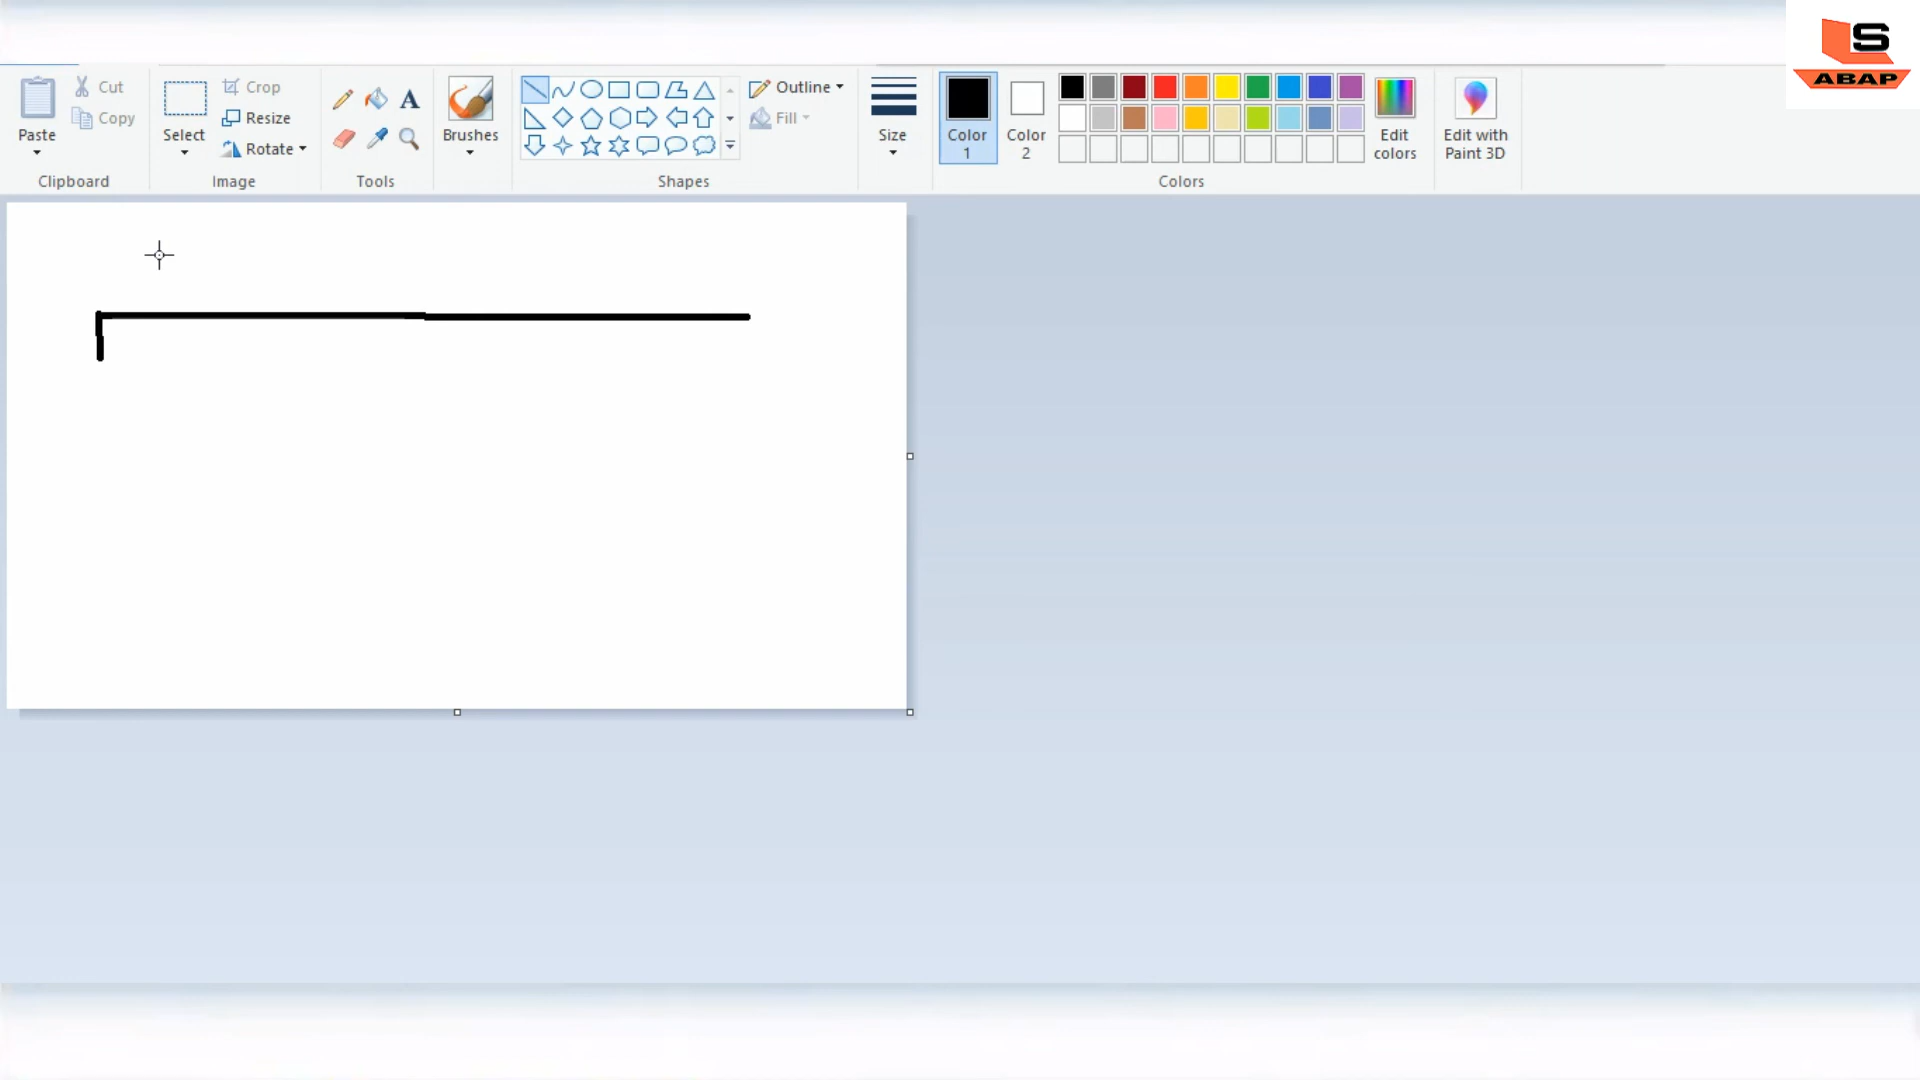 Paste
Cut
Copy
Clipboard
Select
Crop
Resize
Rotate
Image
A
Tools
Brushes
Shapes
Outline
Fill
Size
Color
1
Color
2
Colors
Edit
colors
Edit with
Paint 3D
S
ABAP